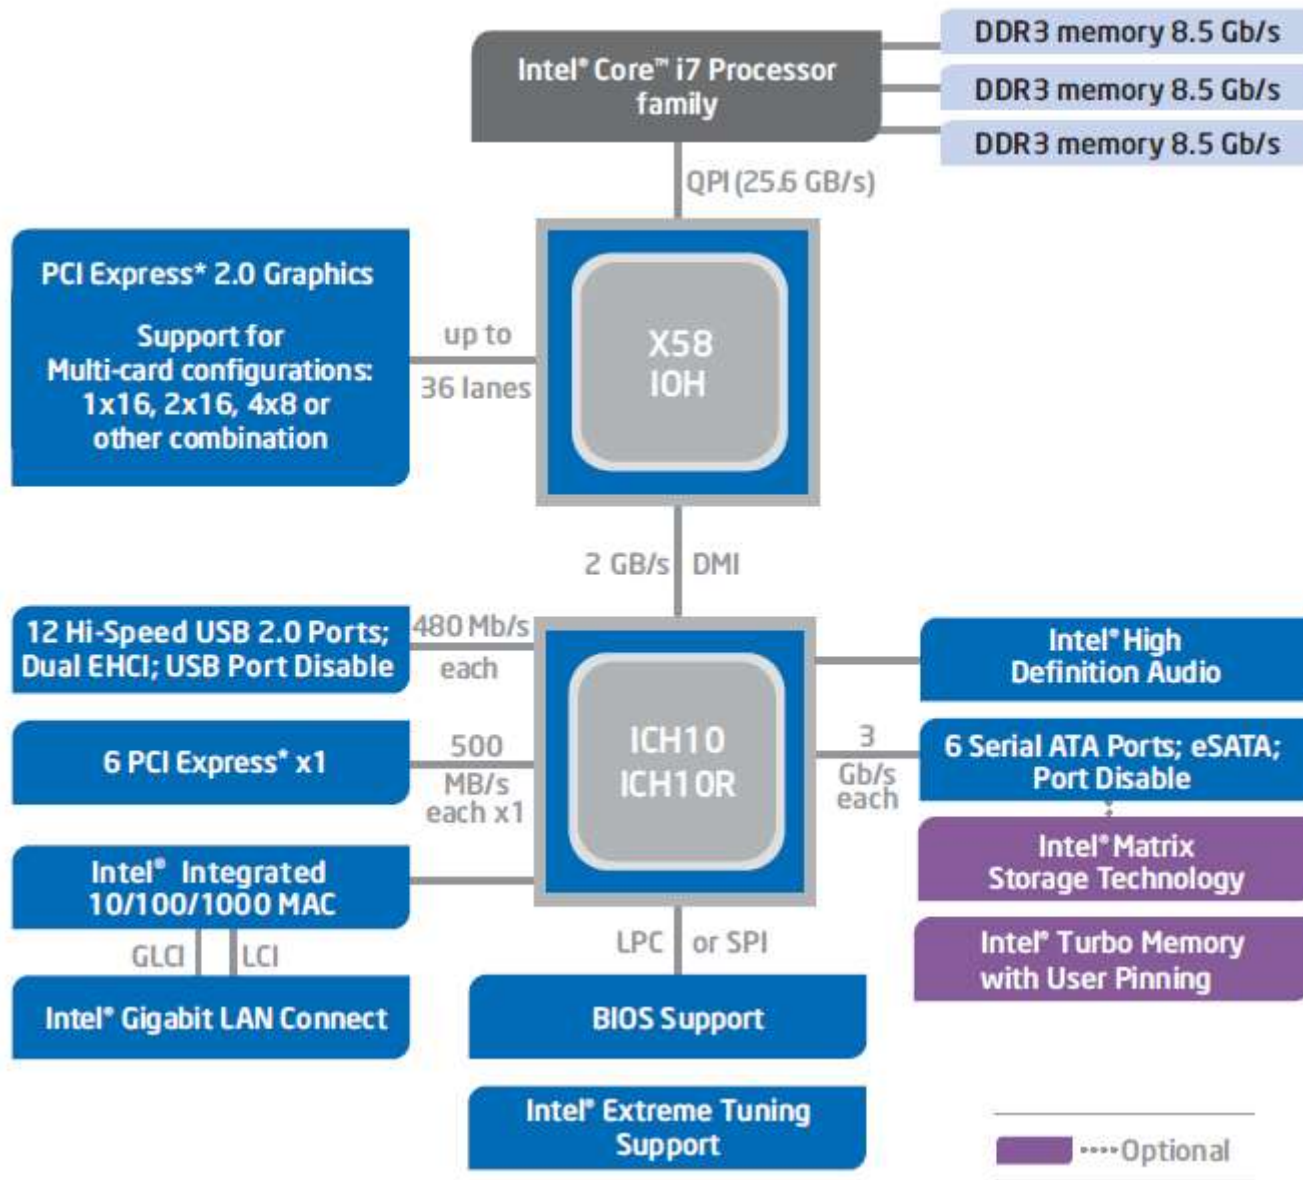 Intel® Core™ i7 Processor
family
DDR3 memory 8.5 Gb/s
DDR3 memory 8.5 Gb/s
DDR3 memory 8.5 Gb/s
QPI (25.6 GB/s)
PCI Express* 2.0 Graphics
Support for
Multi-card configurations:
1x16, 2x16, 4x8 or
other combination
up to
36 lanes
X58
IOH
2 GB/s DMI
12 Hi-Speed USB 2.0 Ports;
Dual EHCI; USB Port Disable
480 Mb/s
each
6 PCI Express* x1
500
MB/s
each x1
Intel® Integrated
10/100/1000 MAC
GLCI LCI
Intel® Gigabit LAN Connect
ICH10
ICH10R
Intel® High
Definition Audio
3
Gb/s
each
6 Serial ATA Ports; eSATA;
Port Disable
Intel® Matrix
Storage Technology
Intel® Turbo Memory
with User Pinning
LPC or SPI
BIOS Support
Intel® Extreme Tuning
Support
Optional